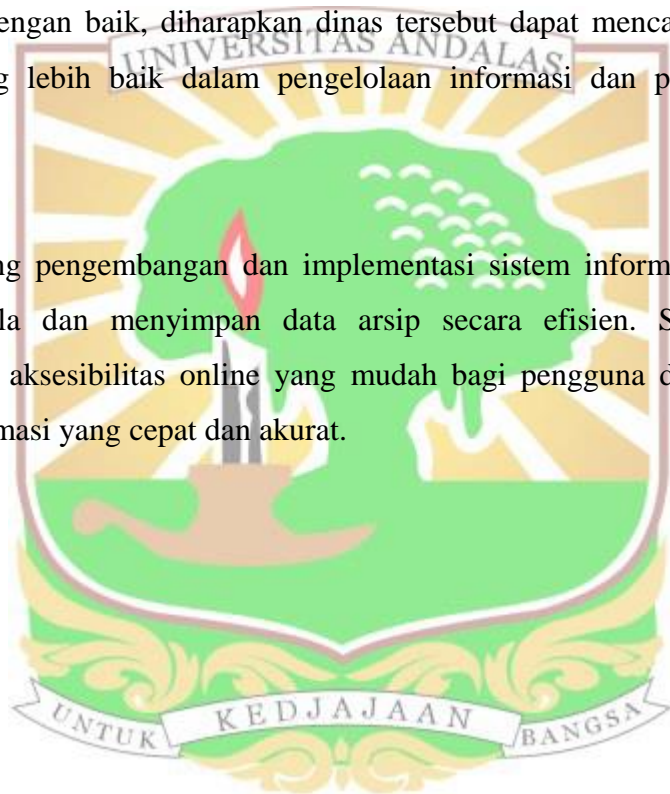 engan baik, diharapkan dinas tersebut dapat menca
UNIVERSITAS ANDALAS
g lebih baik dalam pengelolaan informasi dan p
ng pengembangan dan implementasi sistem inform
la dan menyimpan data arsip secara efisien. S
aksesibilitas online yang mudah bagi pengguna d
masi yang cepat dan akurat.
UNTUK KEDJAJAAN BANGSA